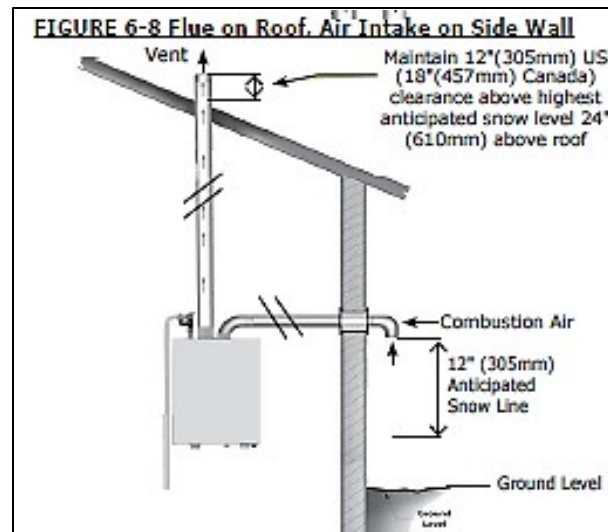 FIGURE 6-8 Flue on Roof, Air Intake on Side Wall
Vent
Maintain 12"(305mm) US
(18"(457mm) Canada)
clearance above highest
anticipated snow level 24"
(610mm) above roof
Combustion Air
12" (305mm)
Anticipated
Snow Line
Ground Level
Ground
Level